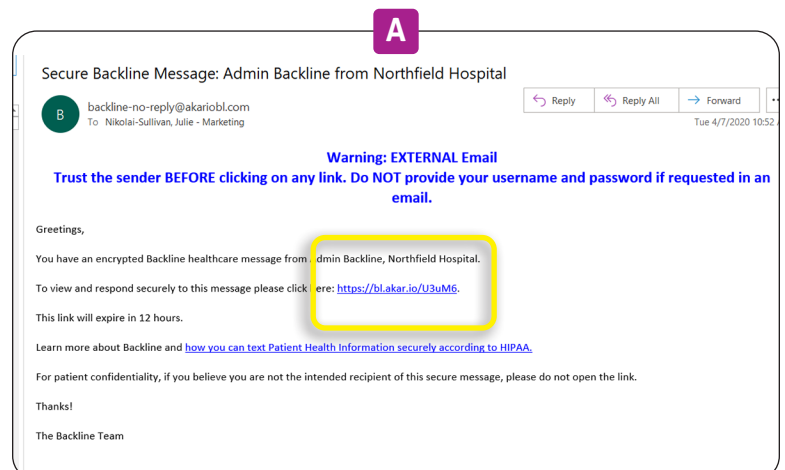 A
Secure Backline Message: Admin Backline from Northfield Hospital
B
backline-no-reply@akariobl.com
To Nikolai-Sullivan, Julie - Marketing
Reply
Reply All
Forward
Tue 4/7/2020 10:52
Warning: EXTERNAL Email
Trust the sender BEFORE clicking on any link. Do NOT provide your username and password if requested in an
email.
Greetings,
You have an encrypted Backline healthcare message from Admin Backline, Northfield Hospital.
To view and respond securely to this message please click here: https://bl.akar.io/U3uM6.
This link will expire in 12 hours.
Learn more about Backline and how you can text Patient Health Information securely according to HIPAA.
For patient confidentiality, if you believe you are not the intended recipient of this secure message, please do not open the link.
Thanks!
The Backline Team